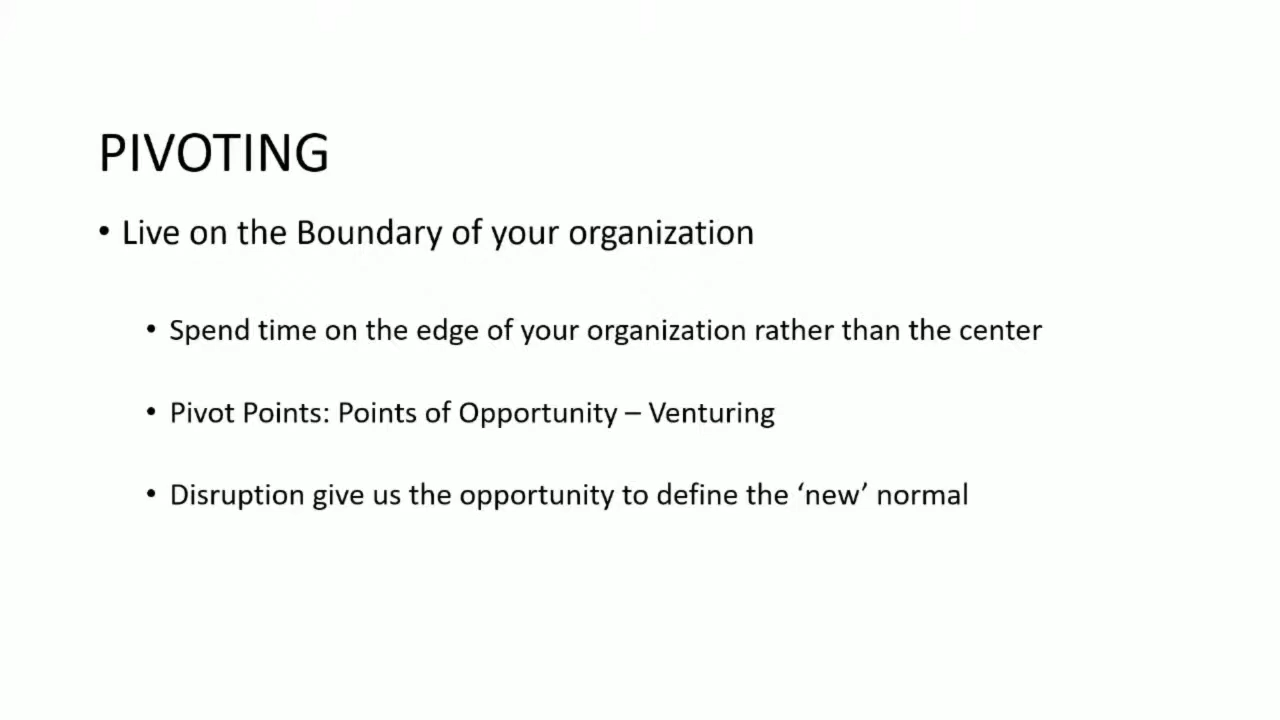 PIVOTING
• Live on the Boundary of your organization
• Spend time on the edge of your organization rather than the center
• Pivot Points: Points of Opportunity – Venturing
• Disruption give us the opportunity to define the ‘new’ normal